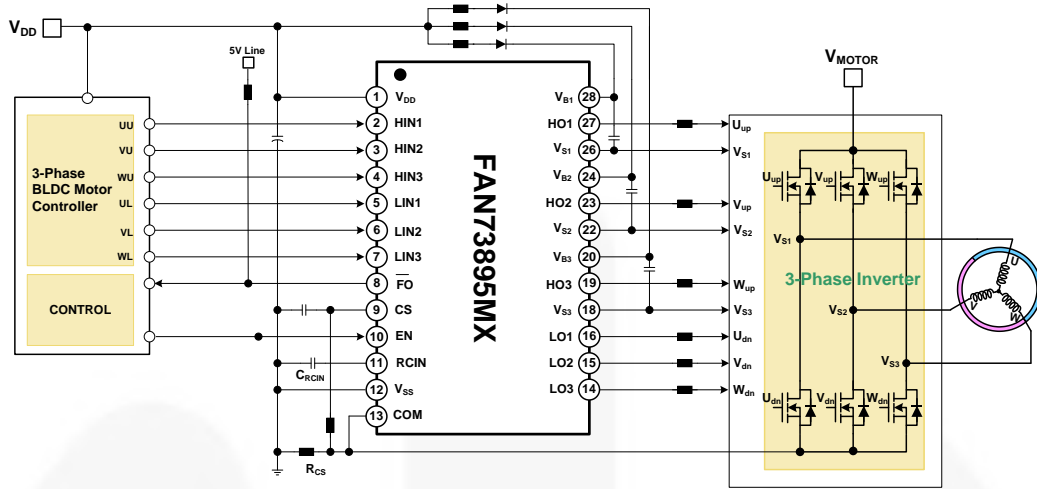 VDD
5V Line
3-Phase
BLDC Motor
Controller
UU
VU
WU
UL
VL
WL
CONTROL
FAN73895MX
1 VDD
2 HIN1
3 HIN2
4 HIN3
5 LIN1
6 LIN2
7 LIN3
8 FO
9 CS
10 EN
11 RCIN
12 VSS
13 COM
CRCIN
RCS
VB1 28
HO1 27
VS1 26
VB2 24
HO2 23
VS2 22
VB3 20
HO3 19
VS3 18
LO1 16
LO2 15
LO3 14
Uup
VS1
Vup
VS2
Wup
VS3
Udn
Vdn
Wdn
VMOTOR
Uup Vup Wup
VS1
3-Phase Inverter
VS2
VS3
Udn Vdn Wdn
U
V
W